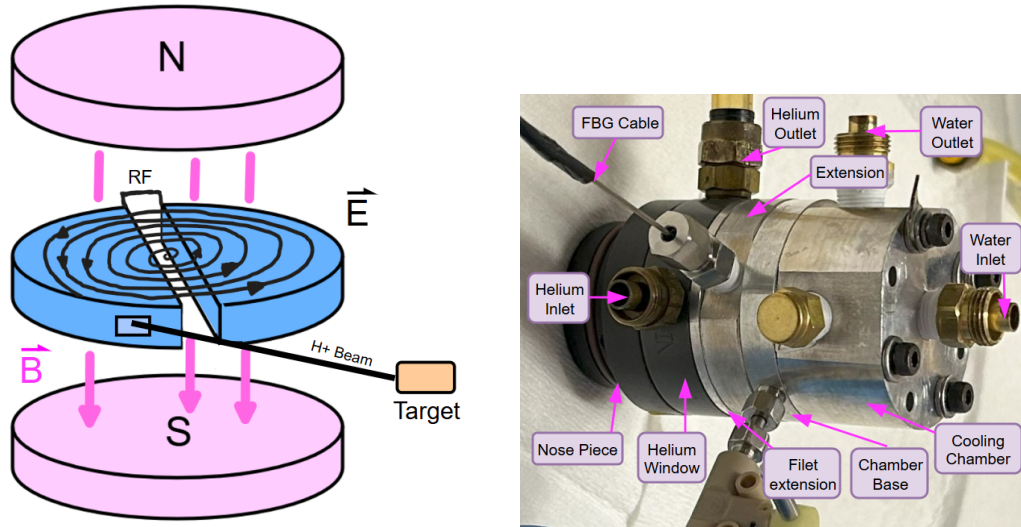 N
RF
E
B
H+ Beam
Target
S
FBG Cable
Helium
Outlet
Water
Outlet
Extension
Water
Inlet
Helium
Inlet
Nose Piece
Helium
Window
Filet
extension
Chamber
Base
Cooling
Chamber